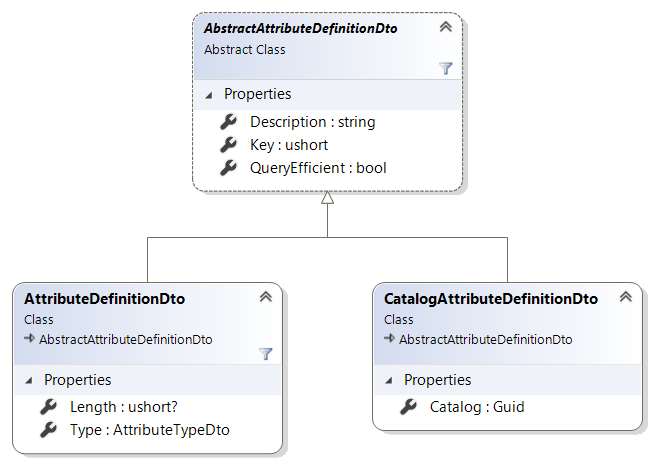 AbstractAttributeDefinitionDto
Abstract Class
Properties
Description : string
Key : ushort
QueryEfficient : bool
AttributeDefinitionDto
Class
AbstractAttributeDefinitionDto
Properties
Length : ushort?
Type : AttributeTypeDto
CatalogAttributeDefinitionDto
Class
AbstractAttributeDefinitionDto
Properties
Catalog : Guid